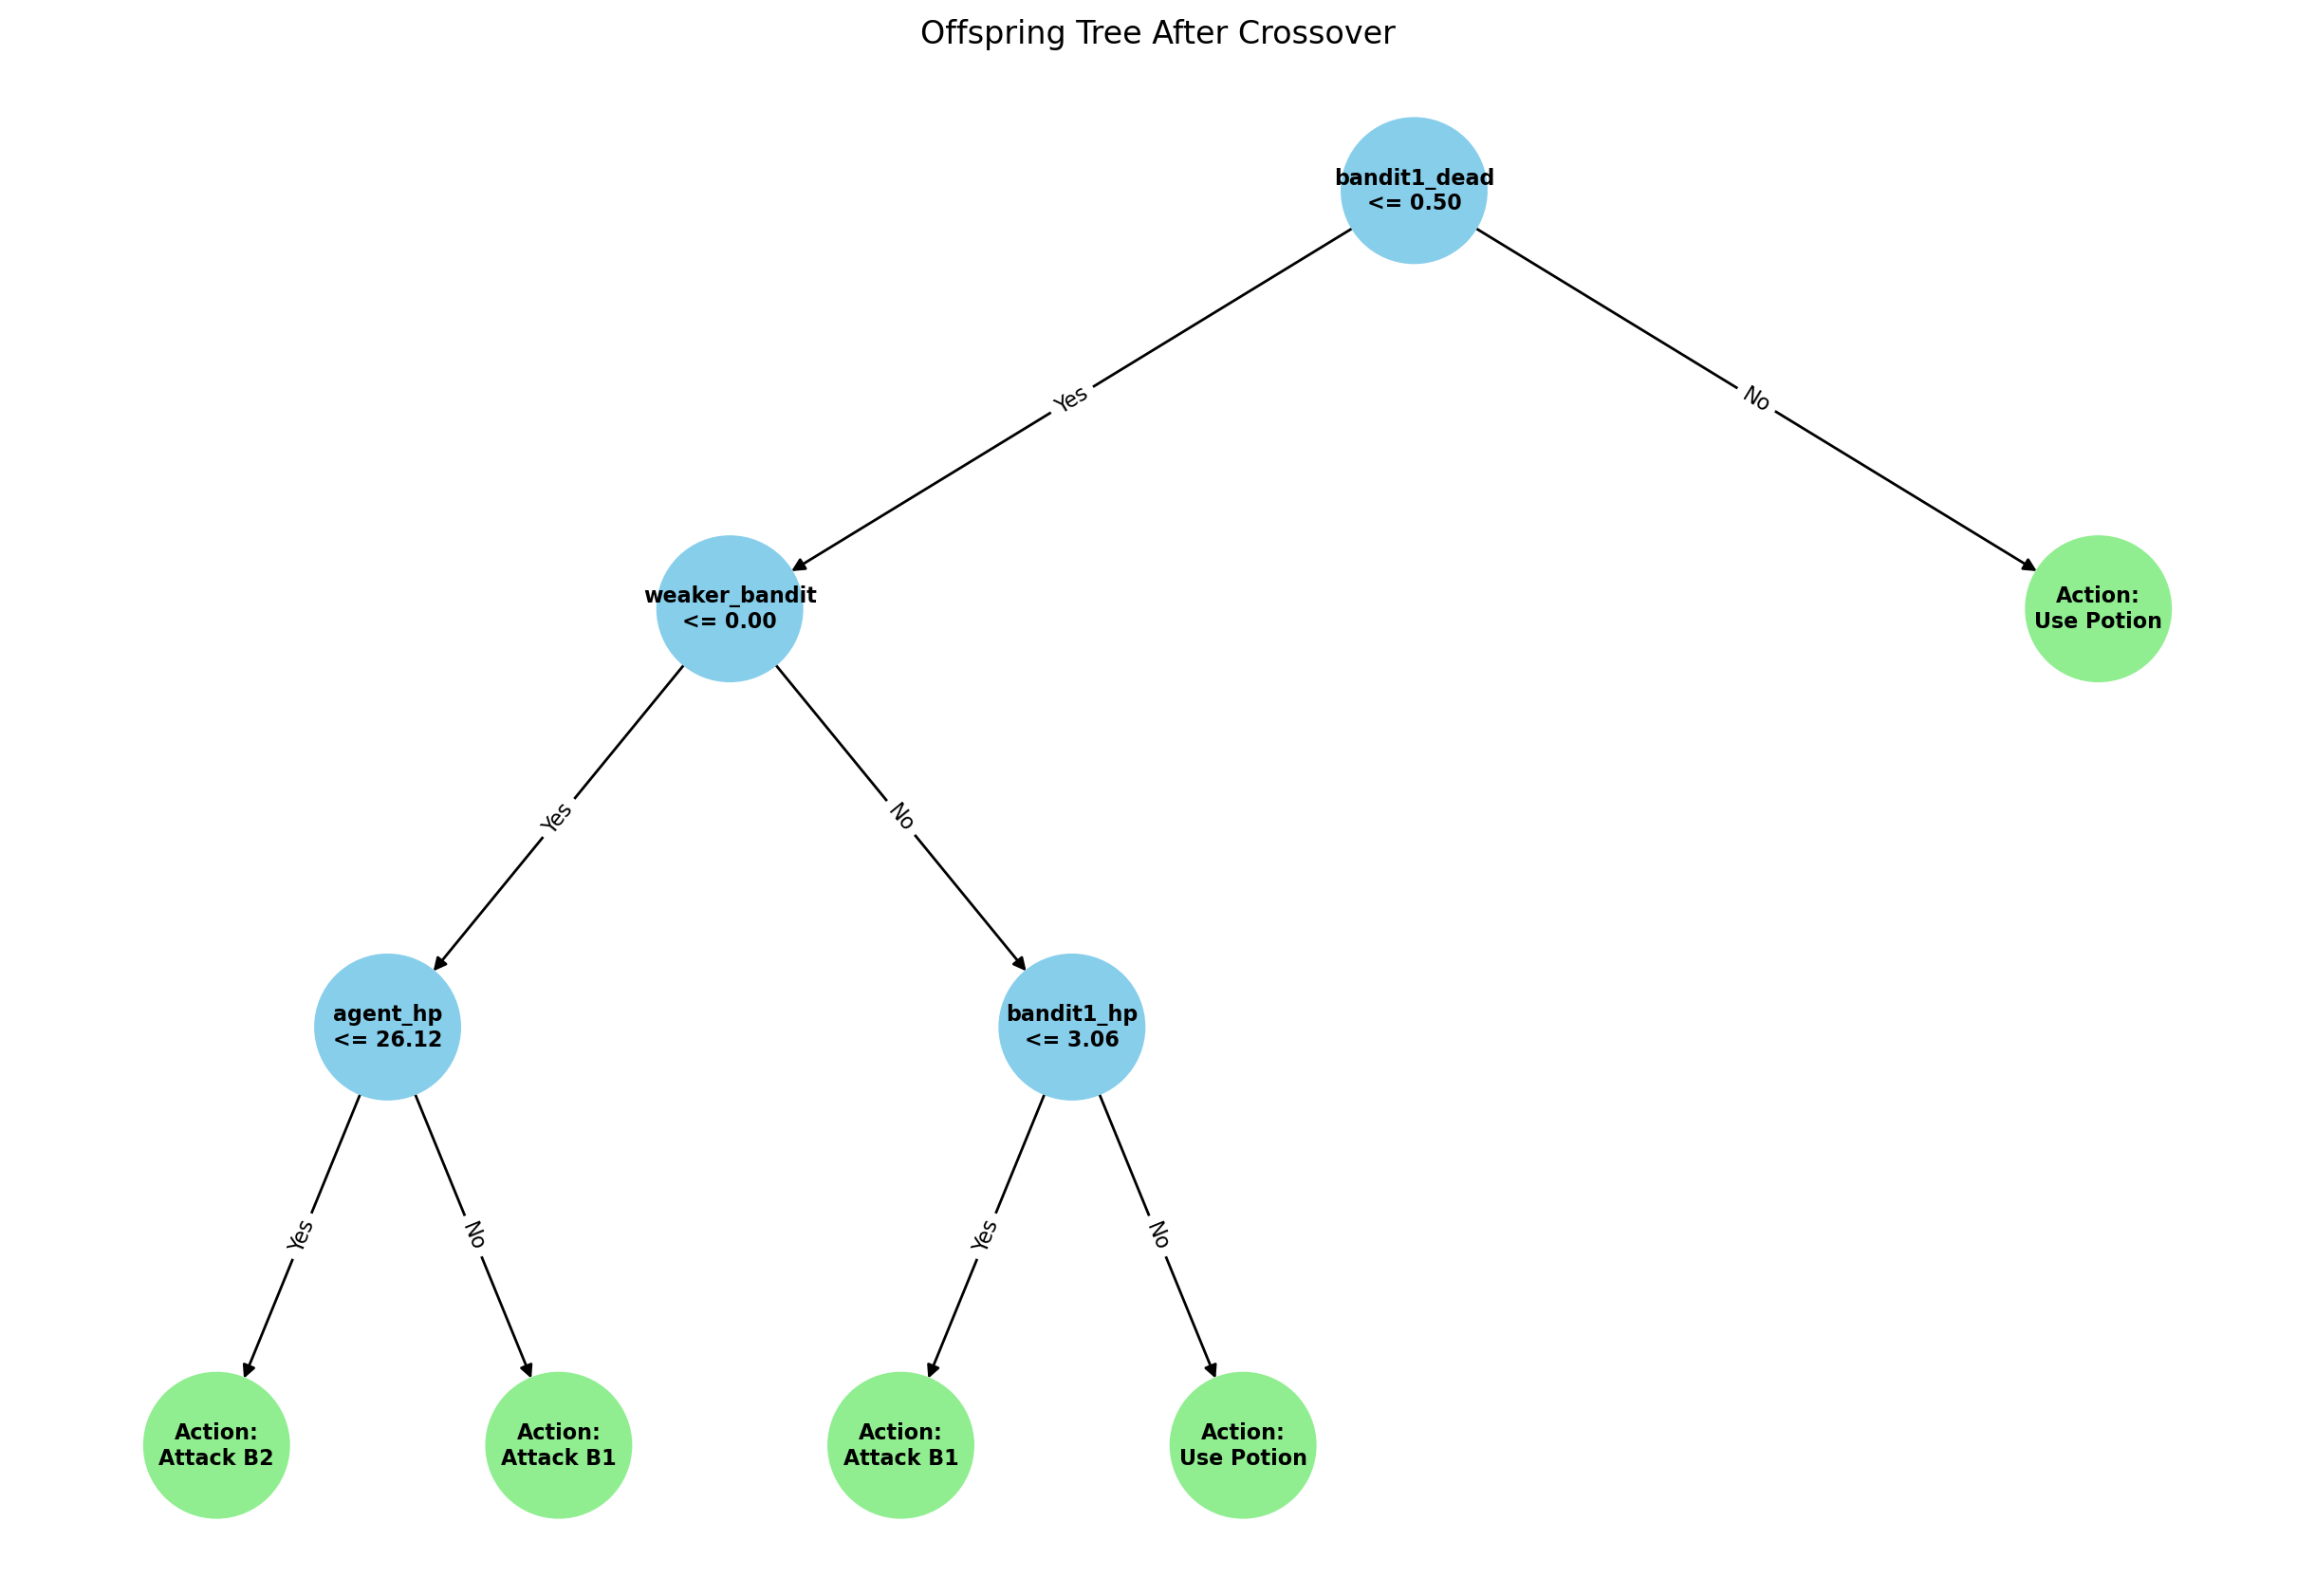 Offspring Tree After Crossover
bandit1_dead
<= 0.50
Yes
No
weaker_bandit
<= 0.00
Action:
Use Potion
Yes
No
agent_hp
<= 26.12
bandit1_hp
<= 3.06
Yes
No
Yes
No
Action:
Attack B2
Action:
Attack B1
Action:
Attack B1
Action:
Use Potion